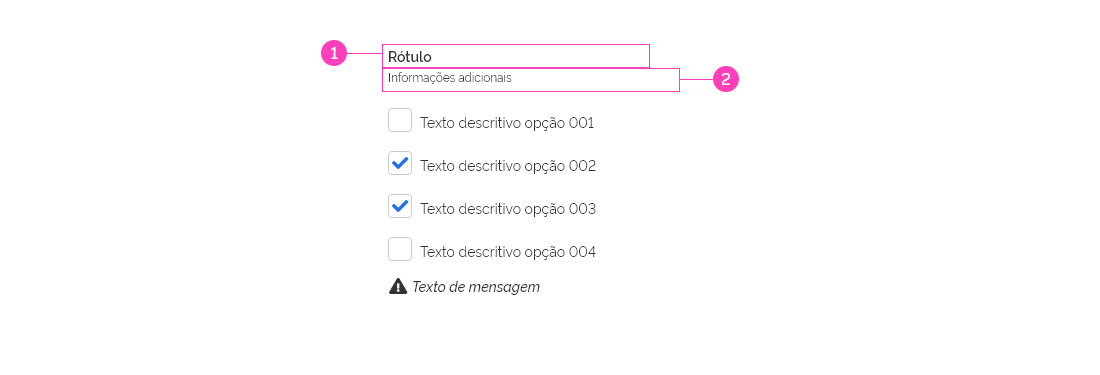 1
Rótulo
Informações adicionais
2
Texto descritivo opção 001
Texto descritivo opção 002
Texto descritivo opção 003
Texto descritivo opção 004
Texto de mensagem